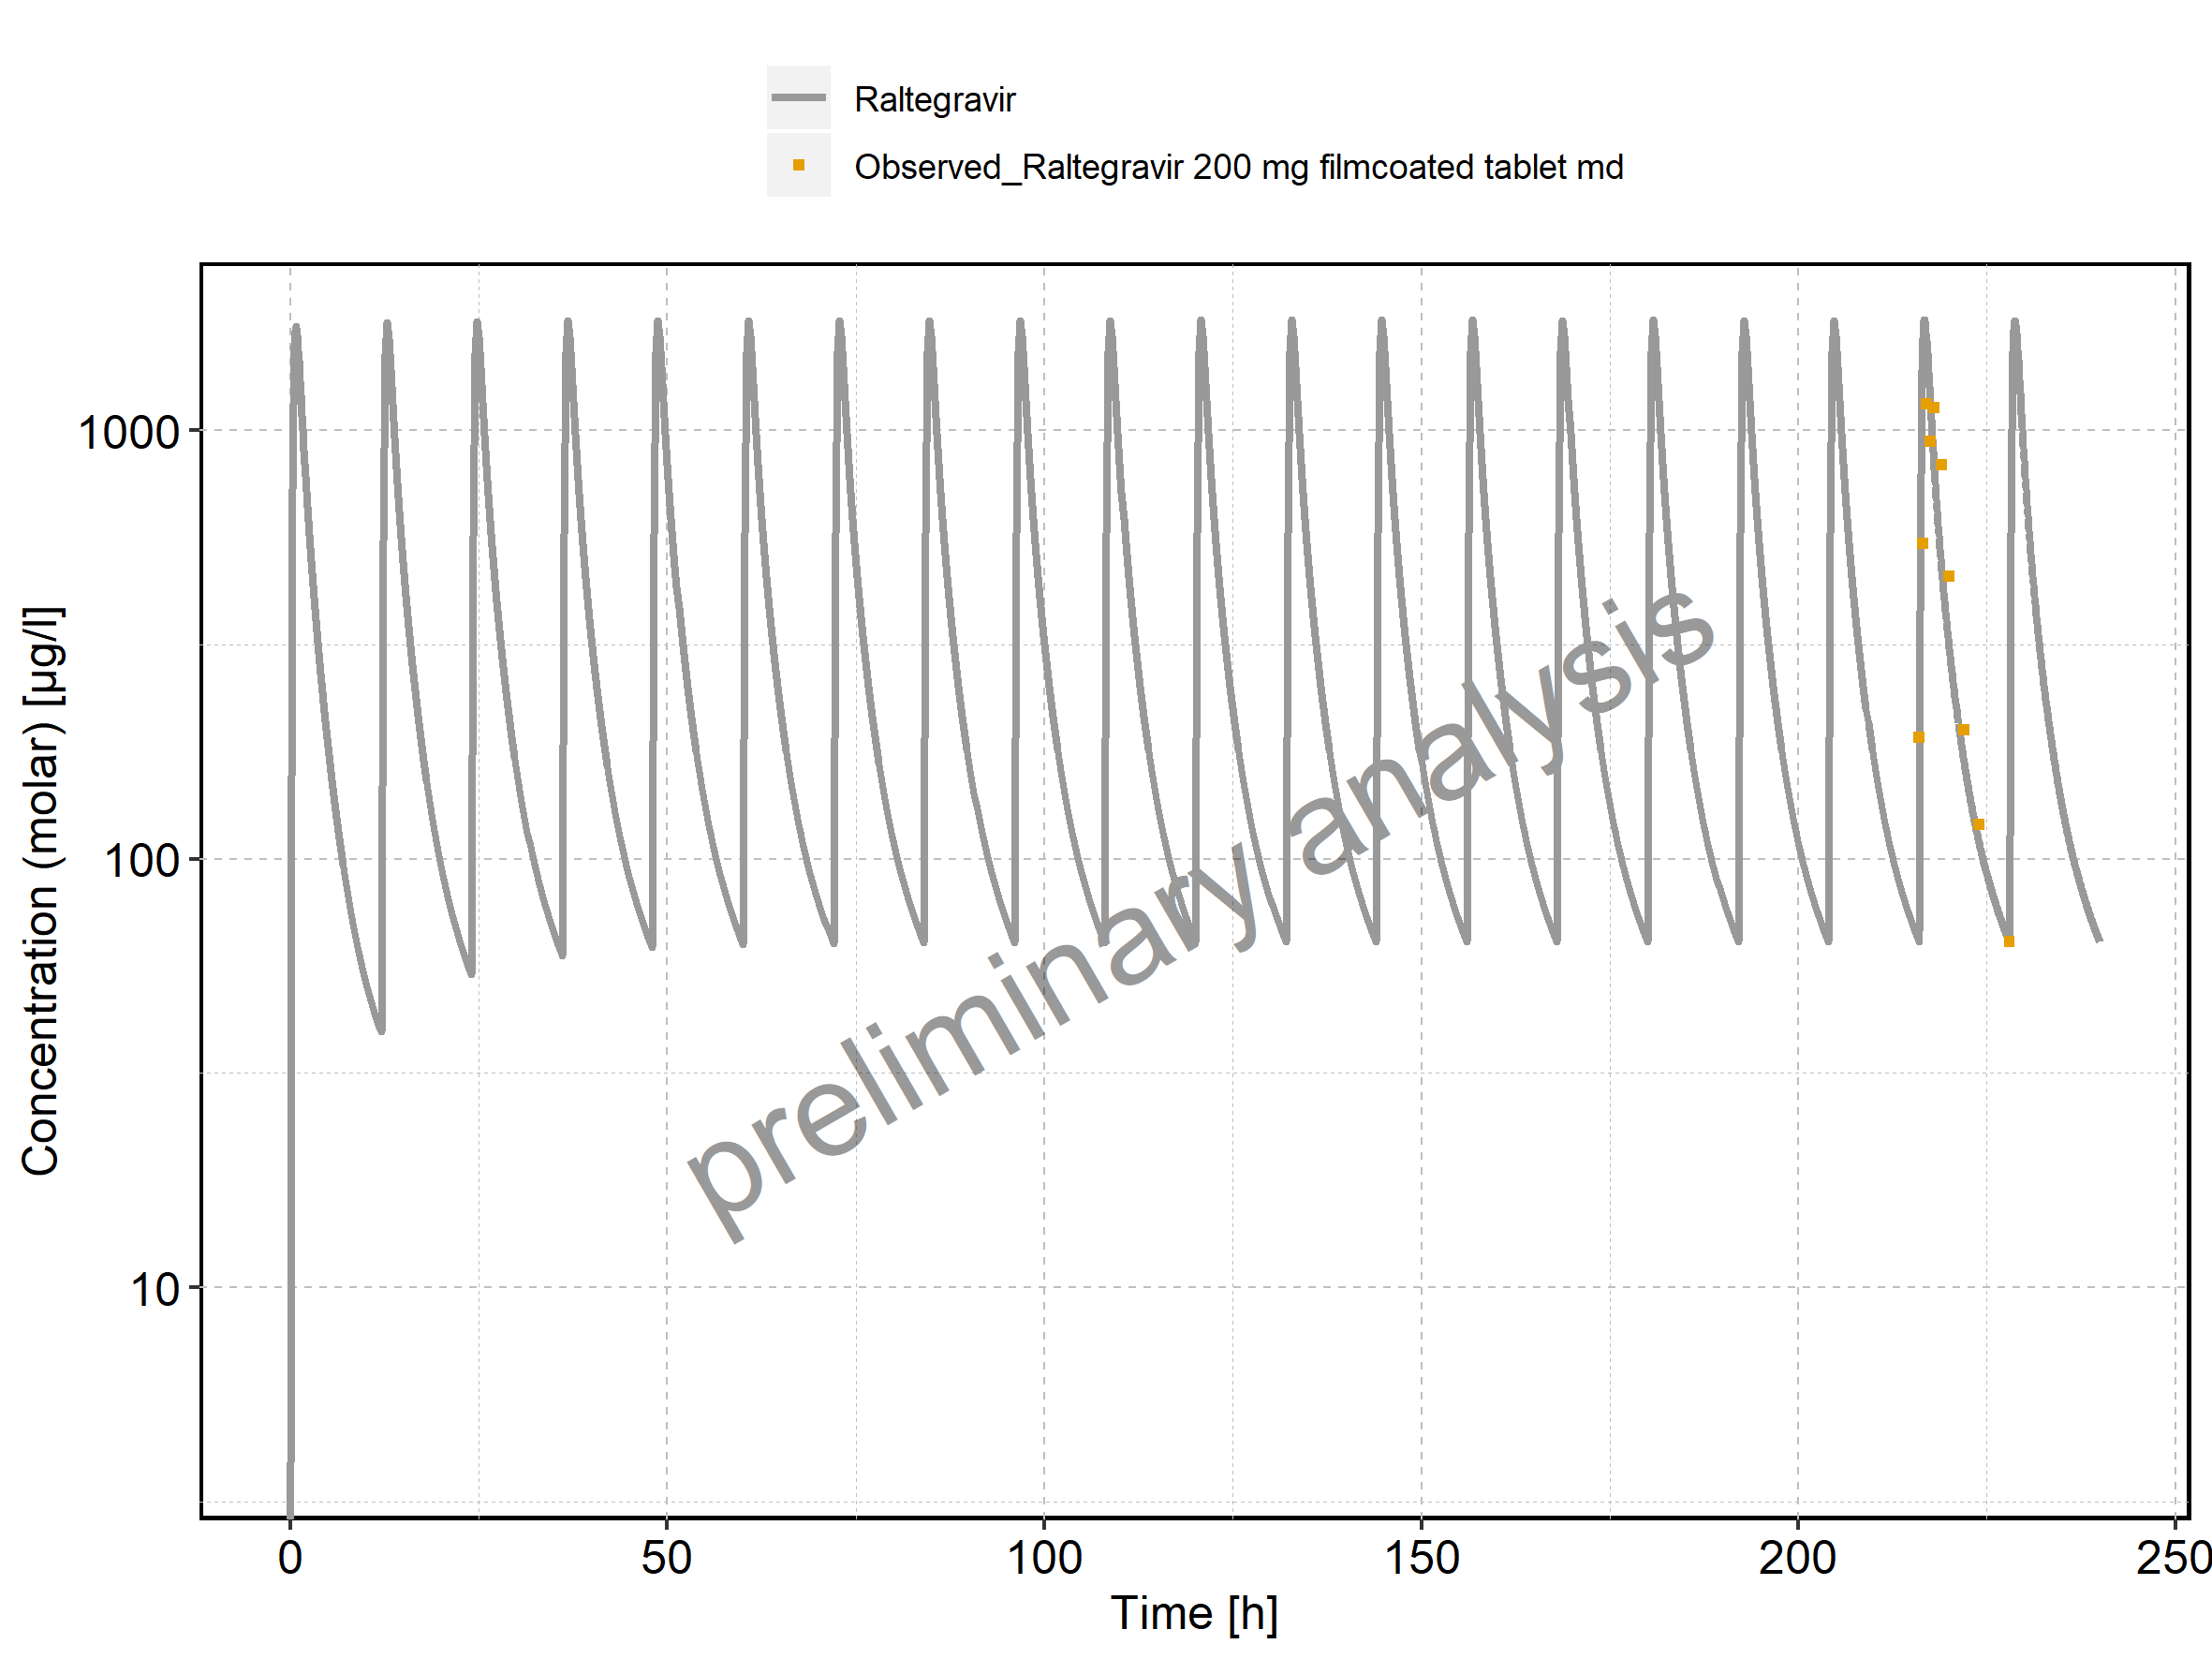 Raltegravir
Observed_Raltegravir 200 mg filmcoated tablet md
Concentration (molar) [µg/l]
1000
100
10
preliminary analysis
0 50 100 150 200 250
Time [h]